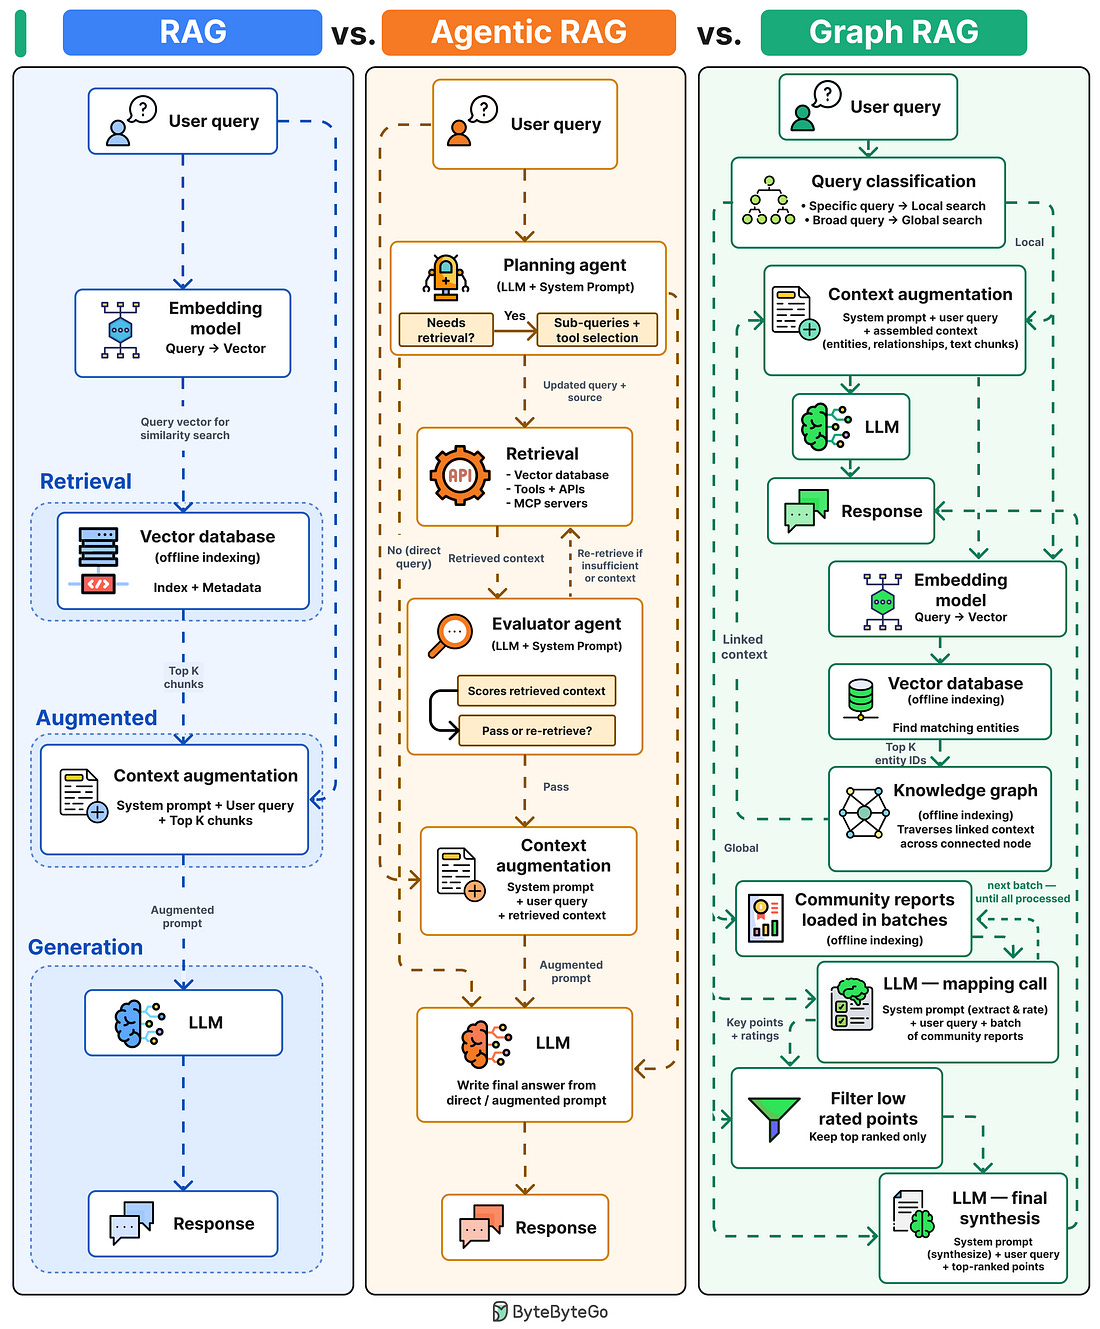 RAG
vs.
Agentic RAG
vs.
Graph RAG
?
User query
Embedding
model
Query → Vector
Query vector for
similarity search
Retrieval
Vector database
(offline indexing)
Index + Metadata
</>
Top K
chunks
Augmented
Context augmentation
System prompt + User query
+ Top K chunks
Augmented
prompt
Generation
LLM
Response
?
User query
Planning agent
(LLM + System Prompt)
Needs
retrieval?
Yes
Sub-queries +
tool selection
Updated query +
source
API
Retrieval
- Vector database
- Tools + APIs
- MCP servers
No (direct
query)
Retrieved context
Re-retrieve if
insufficient
or context
Evaluator agent
(LLM + System Prompt)
Scores retrieved context
Pass or re-retrieve?
Pass
Context
augmentation
System prompt
+ user query
+ retrieved context
Augmented
prompt
LLM
Write final answer from
direct / augmented prompt
Response
?
User query
Query classification
• Specific query → Local search
• Broad query → Global search
Local
Context augmentation
System prompt + user query
+ assembled context
(entities, relationships, text chunks)
LLM
Response
Embedding
model
Query → Vector
Linked
context
Vector database
(offline indexing)
Find matching entities
Top K
entity IDs
Knowledge graph
(offline indexing)
Traverses linked context
across connected node
Global
Community reports
loaded in batches
(offline indexing)
next batch —
until all processed
LLM — mapping call
System prompt (extract & rate)
+ user query + batch
of community reports
Key points
+ ratings
Filter low
rated points
Keep top ranked only
LLM — final
synthesis
System prompt
(synthesize) + user query
+ top-ranked points
ByteByteGo